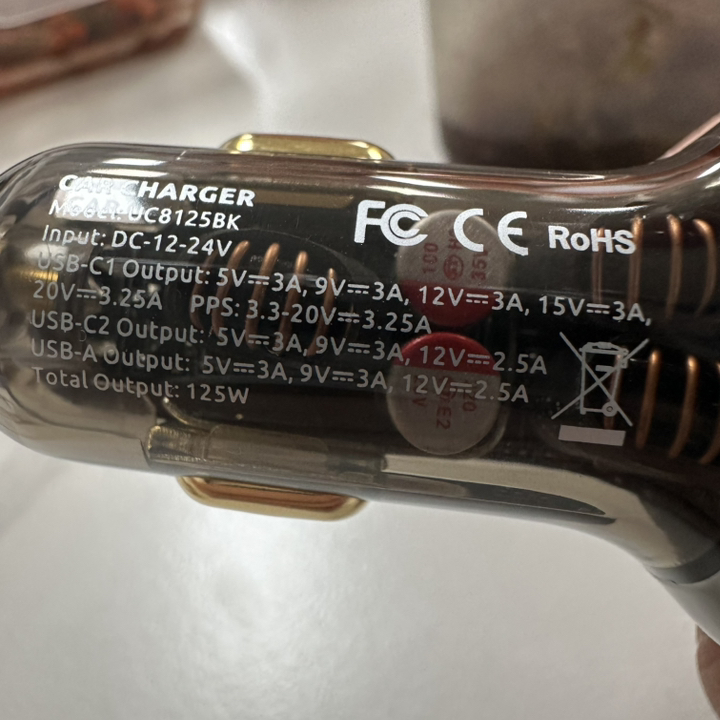 CAR CHARGER
Model: UC8125BK
Input: DC-12-24V
USB-C1 Output: 5V⎓3A, 9V⎓3A, 12V⎓3A, 15V⎓3A,
20V⎓3.25A PPS: 3.3-20V⎓3.25A
USB-C2 Output: 5V⎓3A, 9V⎓3A, 12V⎓2.5A
USB-A Output: 5V⎓3A, 9V⎓3A, 12V⎓2.5A
Total Output: 125W
FC CE RoHS
100
35V